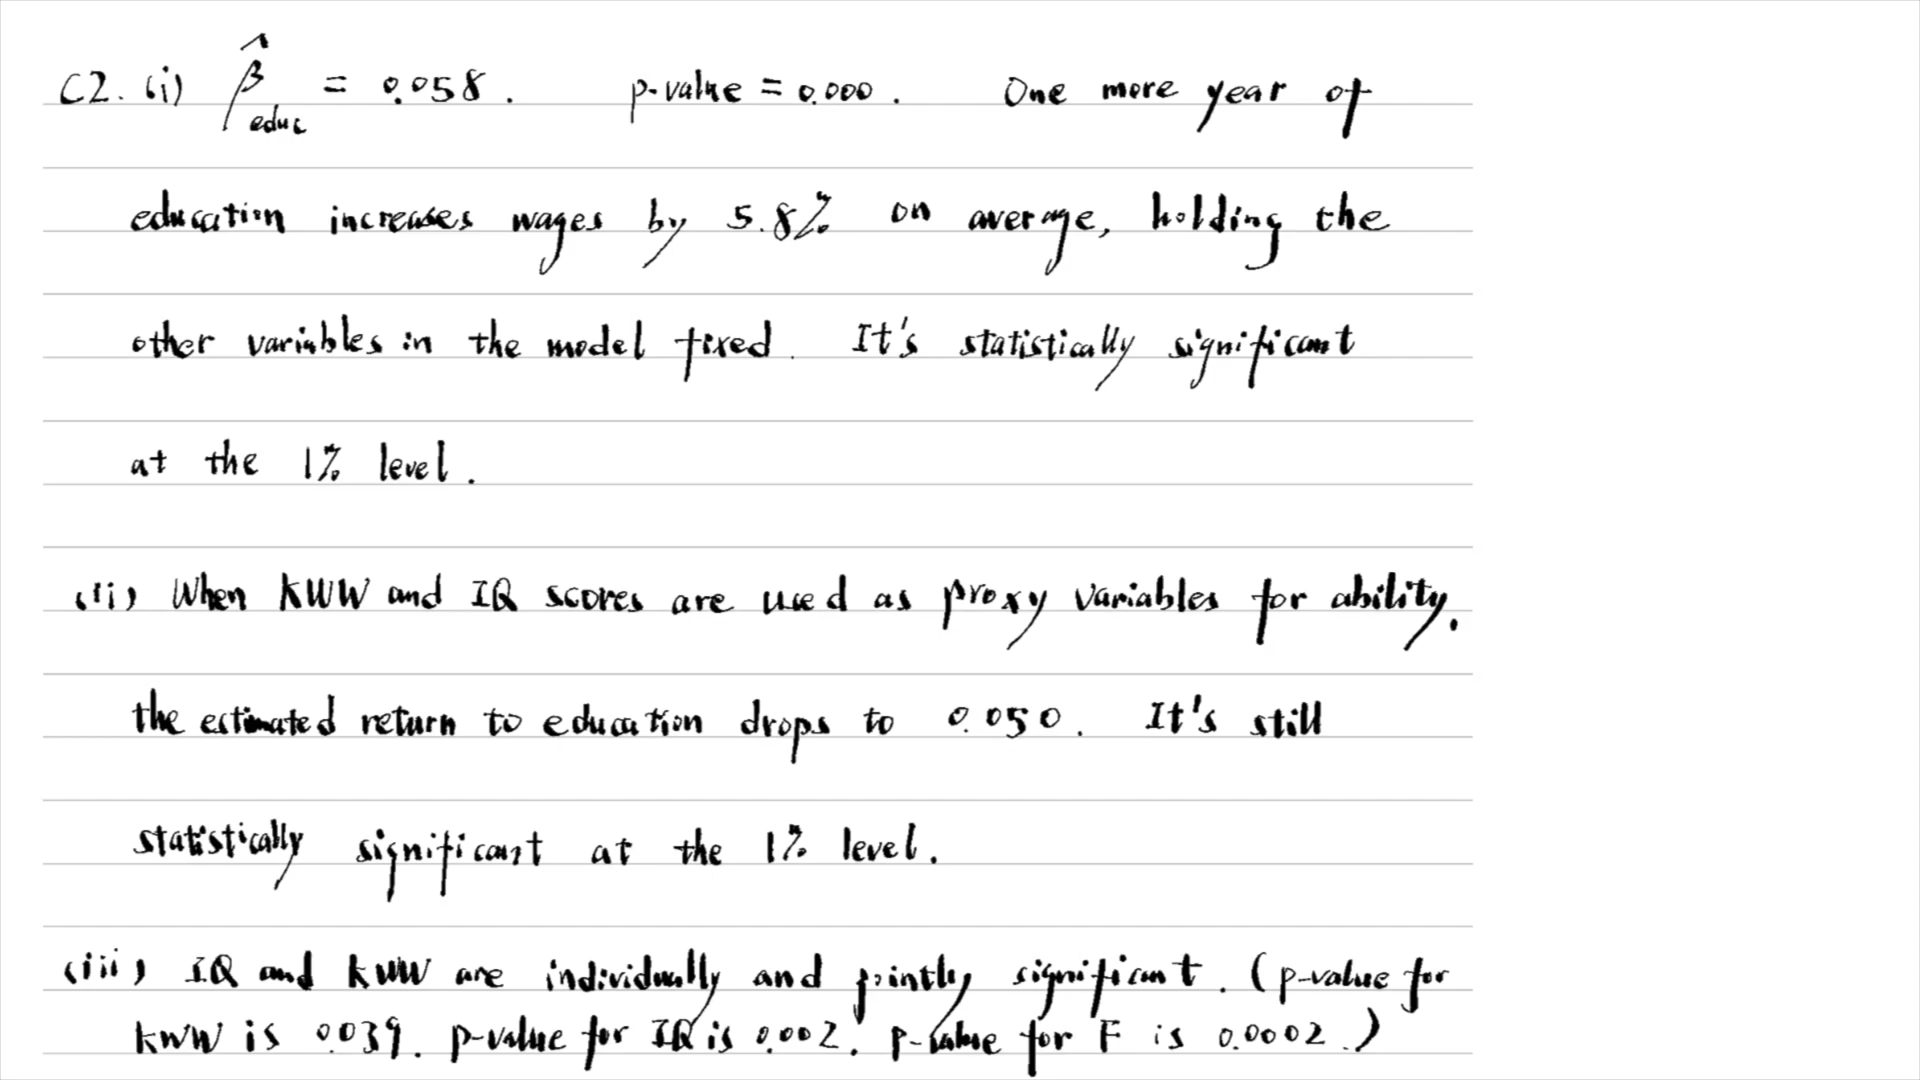 C2. (i) β̂educ = 0.058. p-value = 0.000. One more year of
education increases wages by 5.8% on average, holding the
other variables in the model fixed. It's statistically significant
at the 1% level.
(ii) When KWW and IQ scores are used as proxy variables for ability,
the estimated return to education drops to 0.050. It's still
statistically significant at the 1% level.
(iii) IQ and KWW are individually and jointly significant. (p-value for
KWW is 0.039. p-value for IQ is 0.002. p-value for F is 0.0002.)